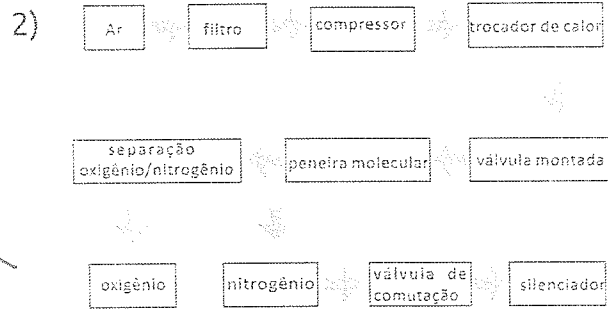 2)
Ar
filtro
compressor
trocador de calor
válvula montada
peneira molecular
separação
oxigênio/nitrogênio
oxigênio
nitrogênio
válvula de
comutação
silenciador